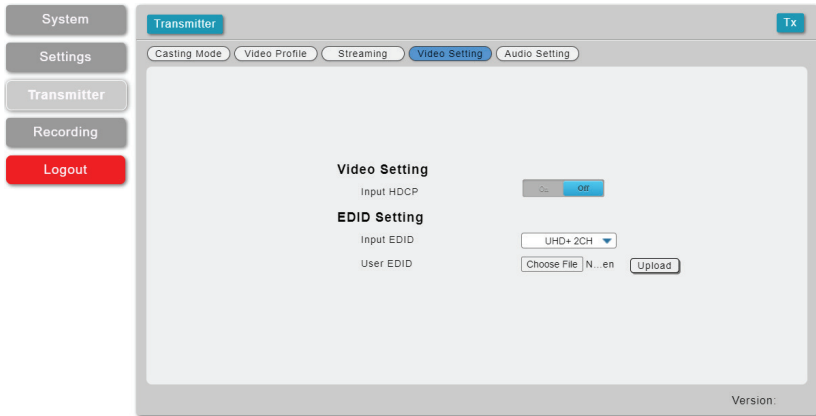 System
Settings
Transmitter
Recording
Logout
Transmitter
Tx
Casting Mode
Video Profile
Streaming
Video Setting
Audio Setting
Video Setting
Input HDCP
Off
EDID Setting
Input EDID
UHD+ 2CH
User EDID
Choose File N...en
Upload
Version: